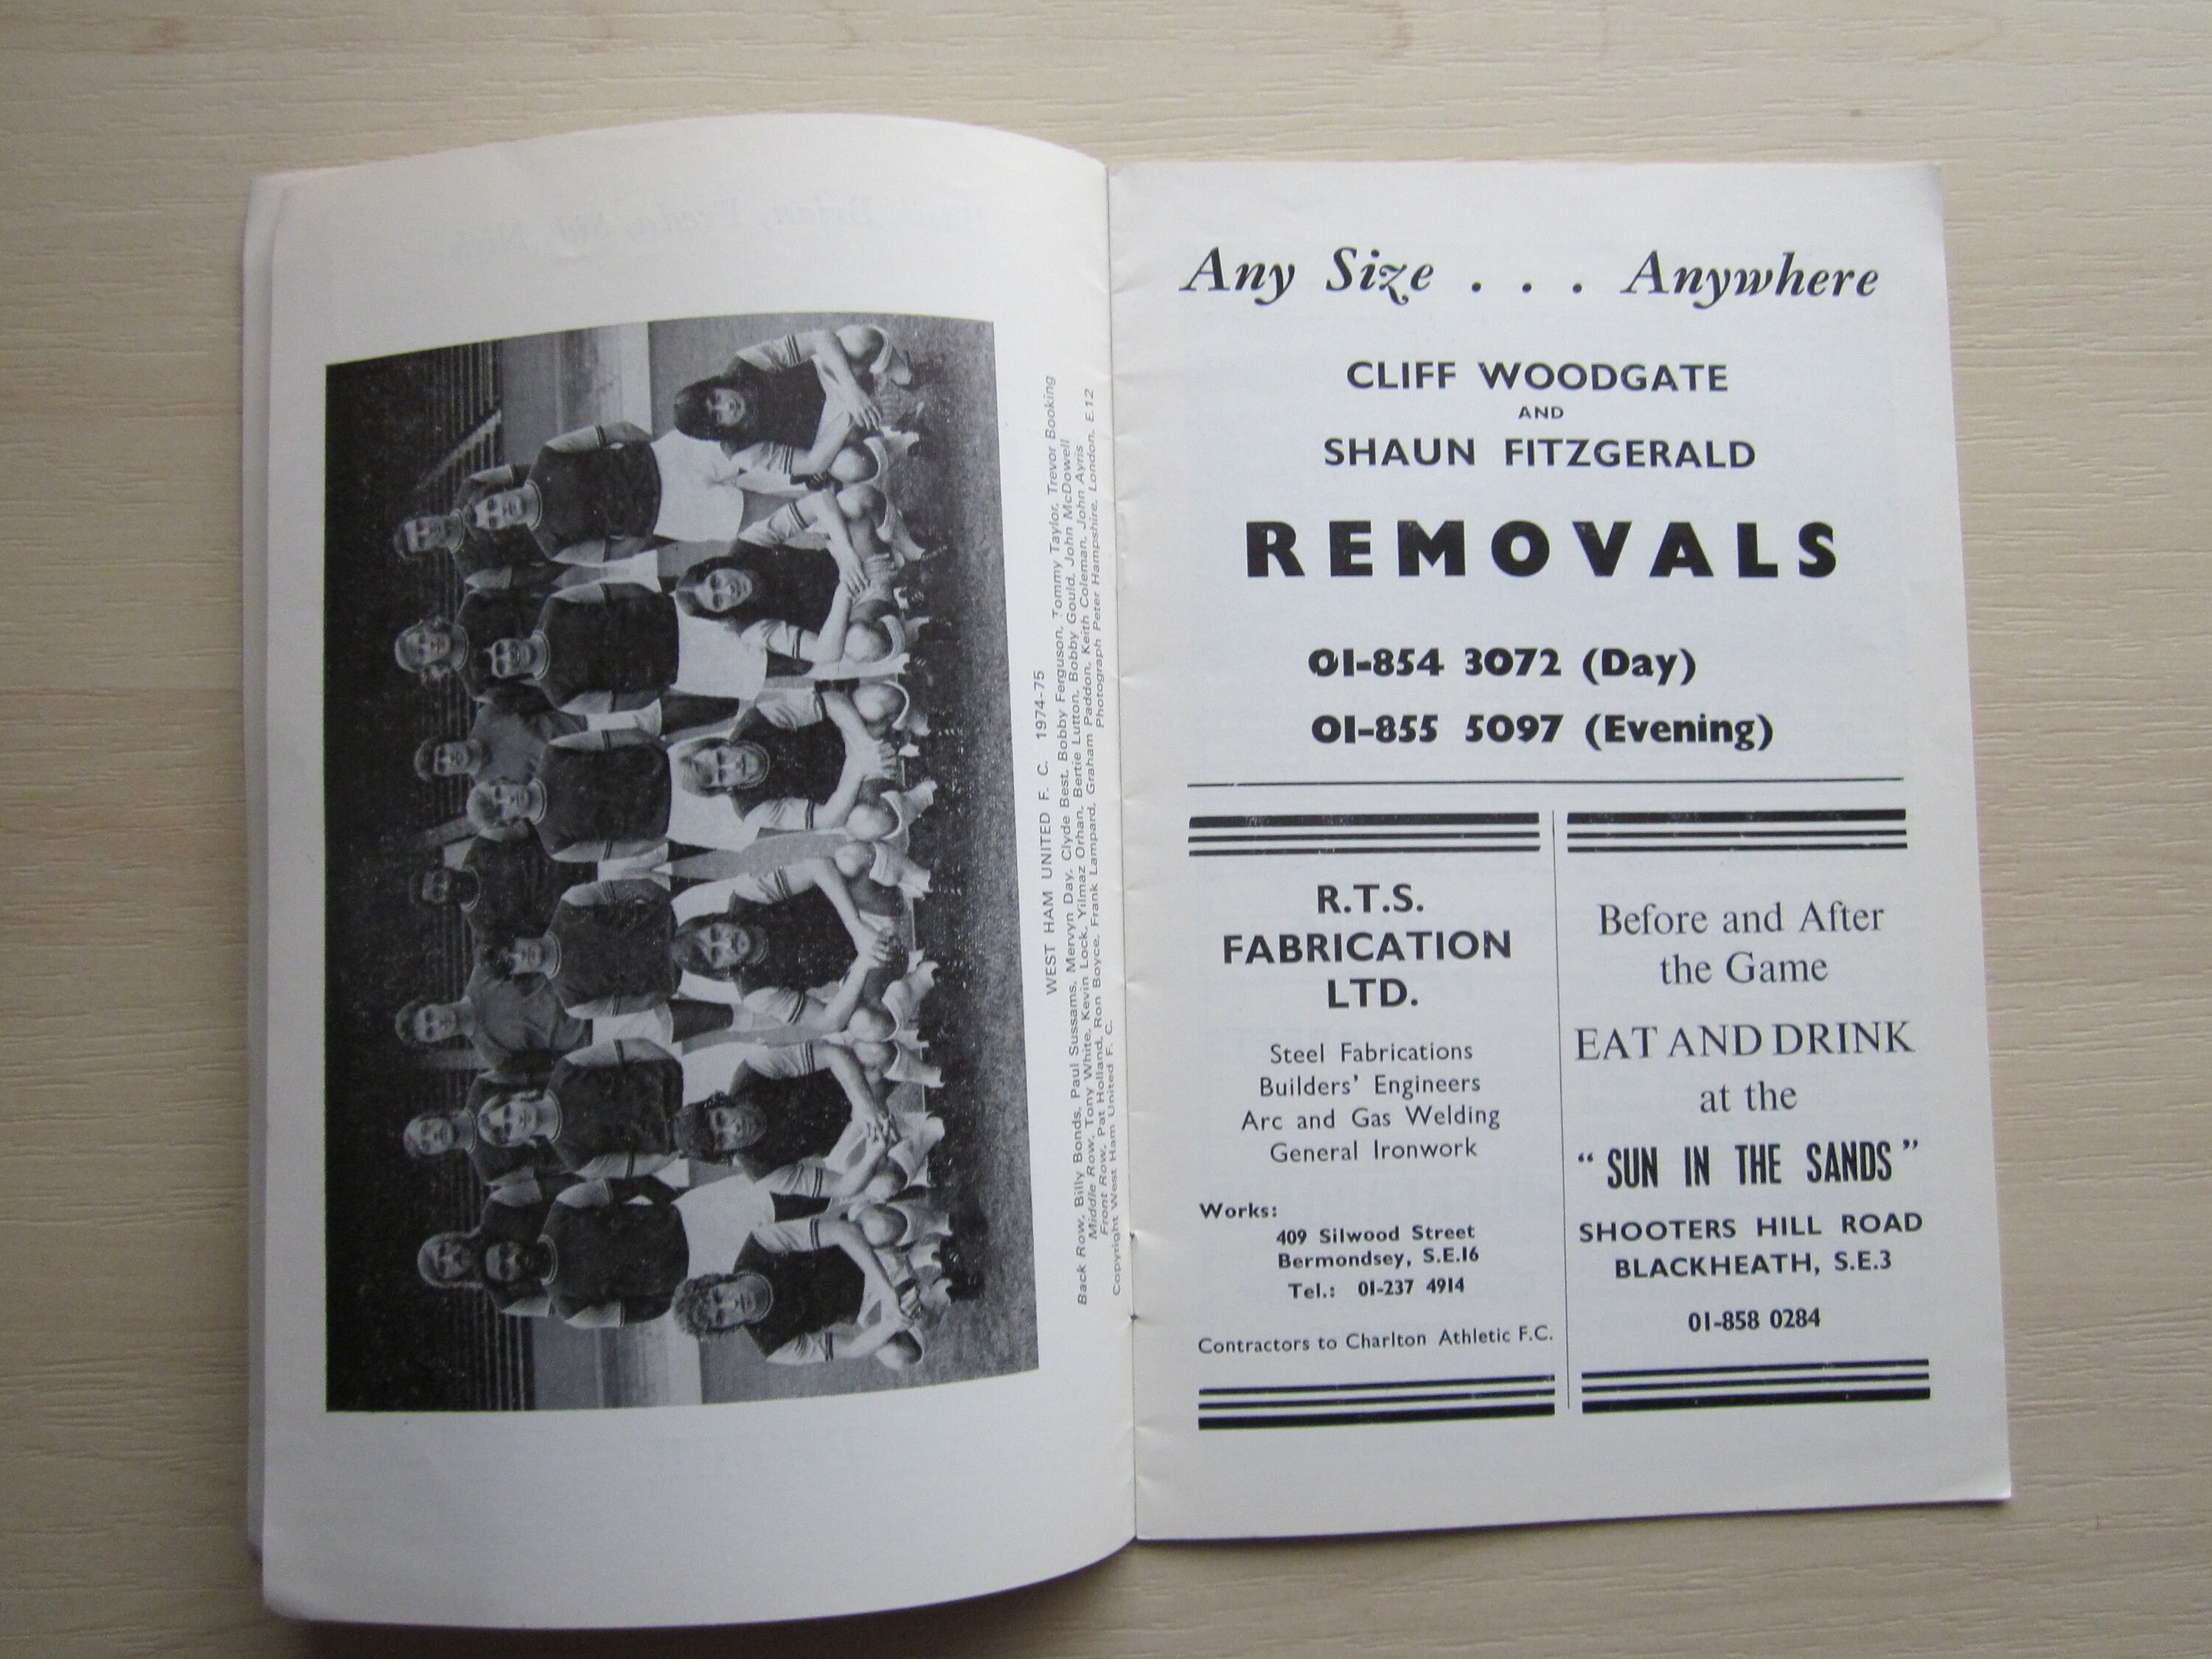 WEST HAM UNITED F. C. 1974-75
Back Row, Billy Bonds, Paul Sussams, Mervyn Day, Clyde Best, Bobby Ferguson, Tommy Taylor, Trevor Booking
Middle Row, Tony White, Kevin Lock, Yilmaz Orhan, Bertie Lutton, Bobby Gould, John McDowell
Front Row, Pat Holland, Ron Boyce, Frank Lampard, Graham Paddon, Keith Coleman, John Ayris
Copyright West Ham United F. C. Photograph Peter Hampshire, London, E.12
Any Size . . . Anywhere
CLIFF WOODGATE
AND
SHAUN FITZGERALD
REMOVALS
01-854 3072 (Day)
01-855 5097 (Evening)
R.T.S.
FABRICATION
LTD.
Steel Fabrications
Builders' Engineers
Arc and Gas Welding
General Ironwork
Works:
409 Silwood Street
Bermondsey, S.E.16
Tel.: 01-237 4914
Contractors to Charlton Athletic F.C.
Before and After
the Game
EAT AND DRINK
at the
“ SUN IN THE SANDS ”
SHOOTERS HILL ROAD
BLACKHEATH, S.E.3
01-858 0284